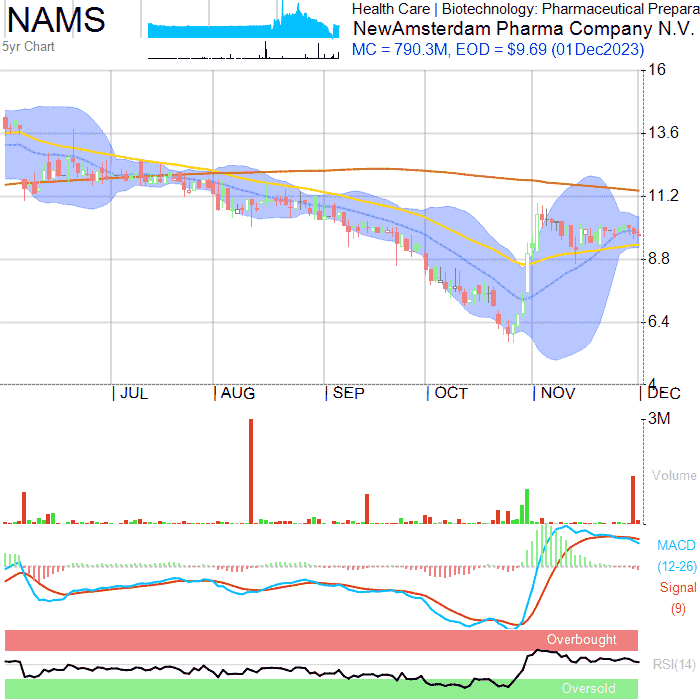 NAMS
5yr Chart
Health Care | Biotechnology: Pharmaceutical Prepara
NewAmsterdam Pharma Company N.V.
MC = 790.3M, EOD = $9.69 (01Dec2023)
16
13.6
11.2
8.8
6.4
4
JUL AUG SEP OCT NOV DEC
3M
Volume
MACD
(12-26)
Signal
(9)
Overbought
RSI(14)
Oversold